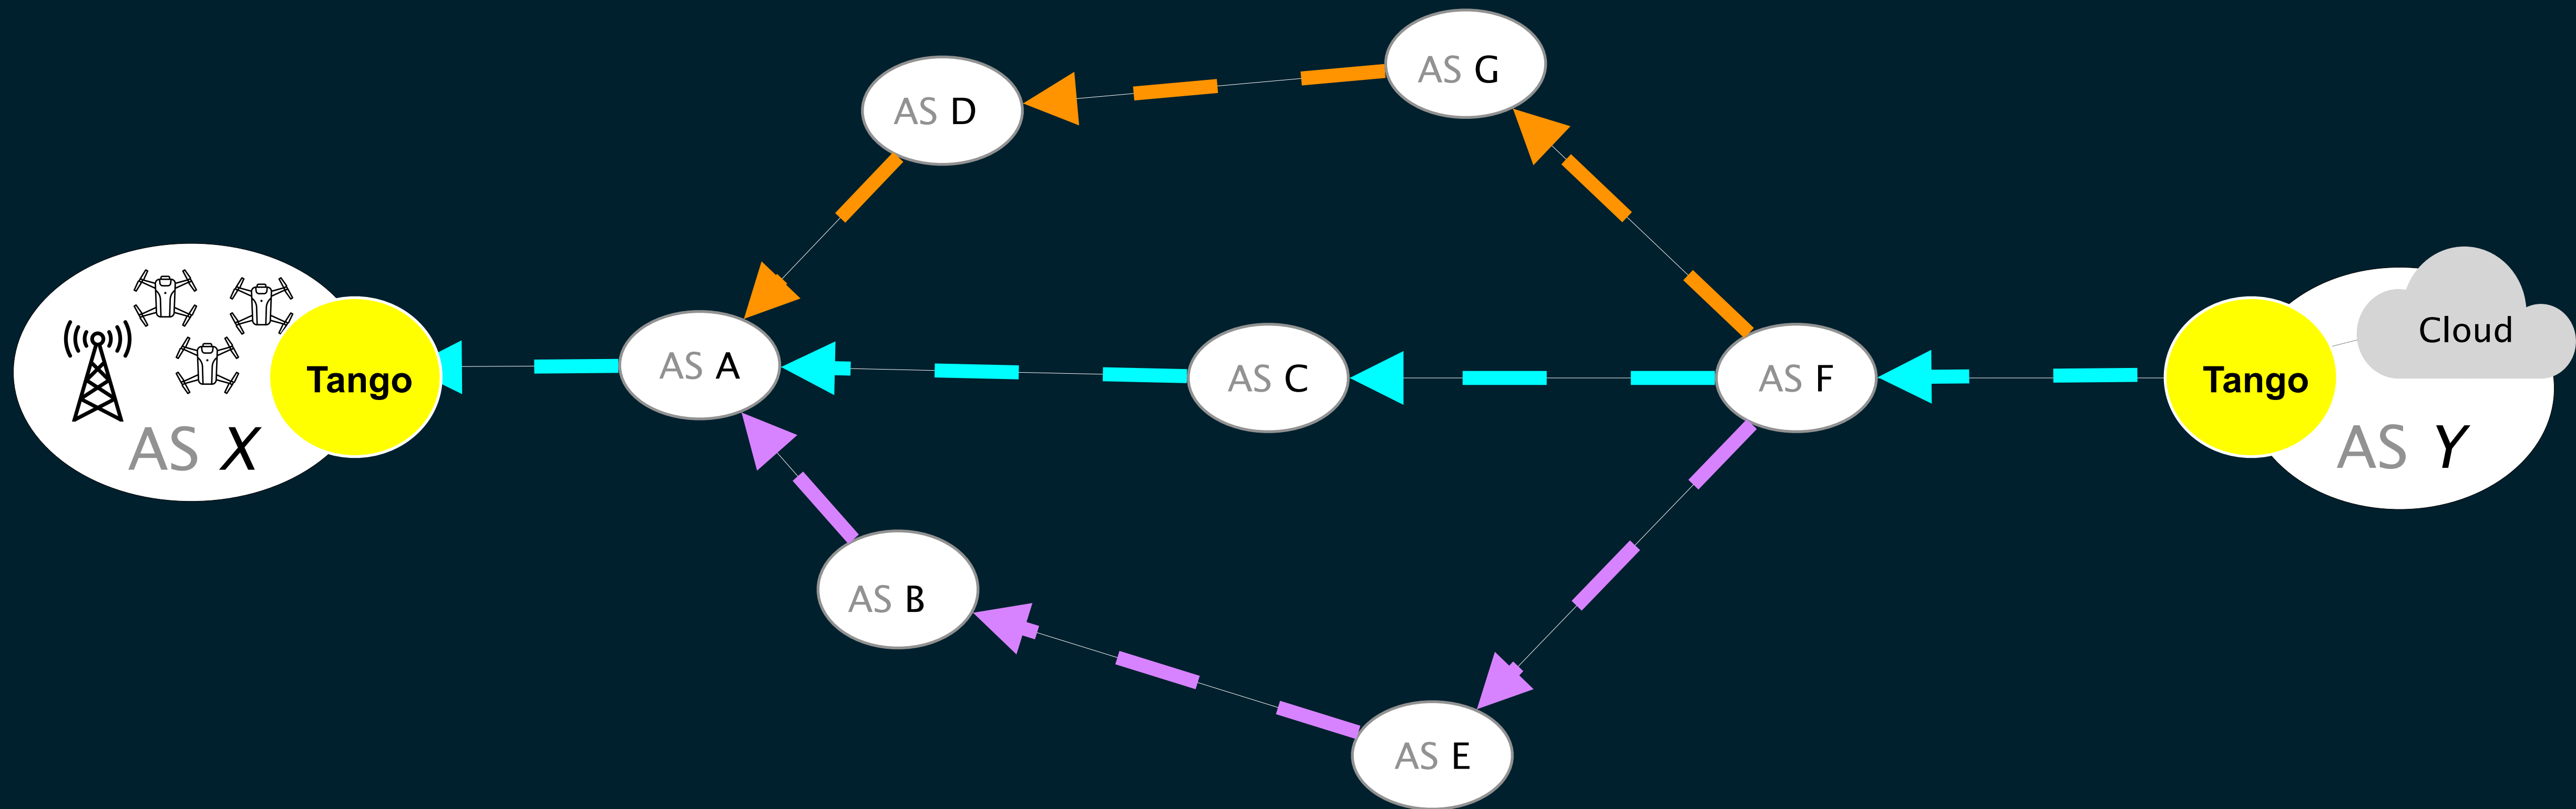 AS G
AS D
Cloud
AS A
AS C
AS F
Tango
Tango
AS X
AS Y
AS B
AS E